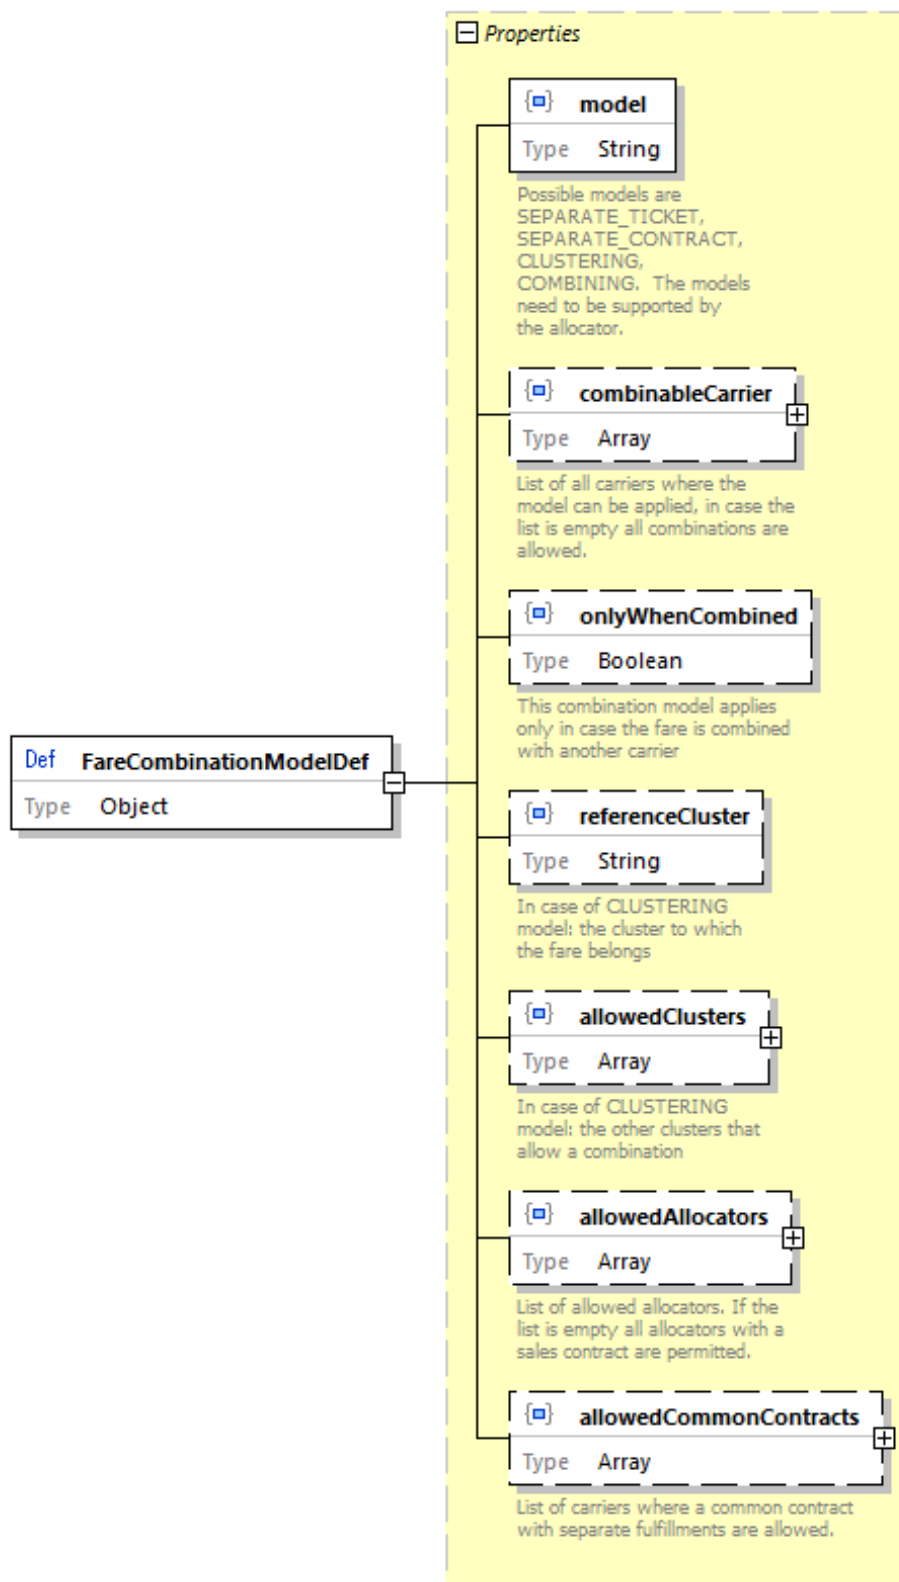 Properties
model
Type String
Possible models are
SEPARATE_TICKET,
SEPARATE_CONTRACT,
CLUSTERING,
COMBINING. The models
need to be supported by
the allocator.
combinableCarrier
Type Array
List of all carriers where the
model can be applied, in case the
list is empty all combinations are
allowed.
onlyWhenCombined
Type Boolean
This combination model applies
only in case the fare is combined
with another carrier
Def FareCombinationModelDef
Type Object
referenceCluster
Type String
In case of CLUSTERING
model: the cluster to which
the fare belongs
allowedClusters
Type Array
In case of CLUSTERING
model: the other clusters that
allow a combination
allowedAllocators
Type Array
List of allowed allocators. If the
list is empty all allocators with a
sales contract are permitted.
allowedCommonContracts
Type Array
List of carriers where a common contract
with separate fulfillments are allowed.